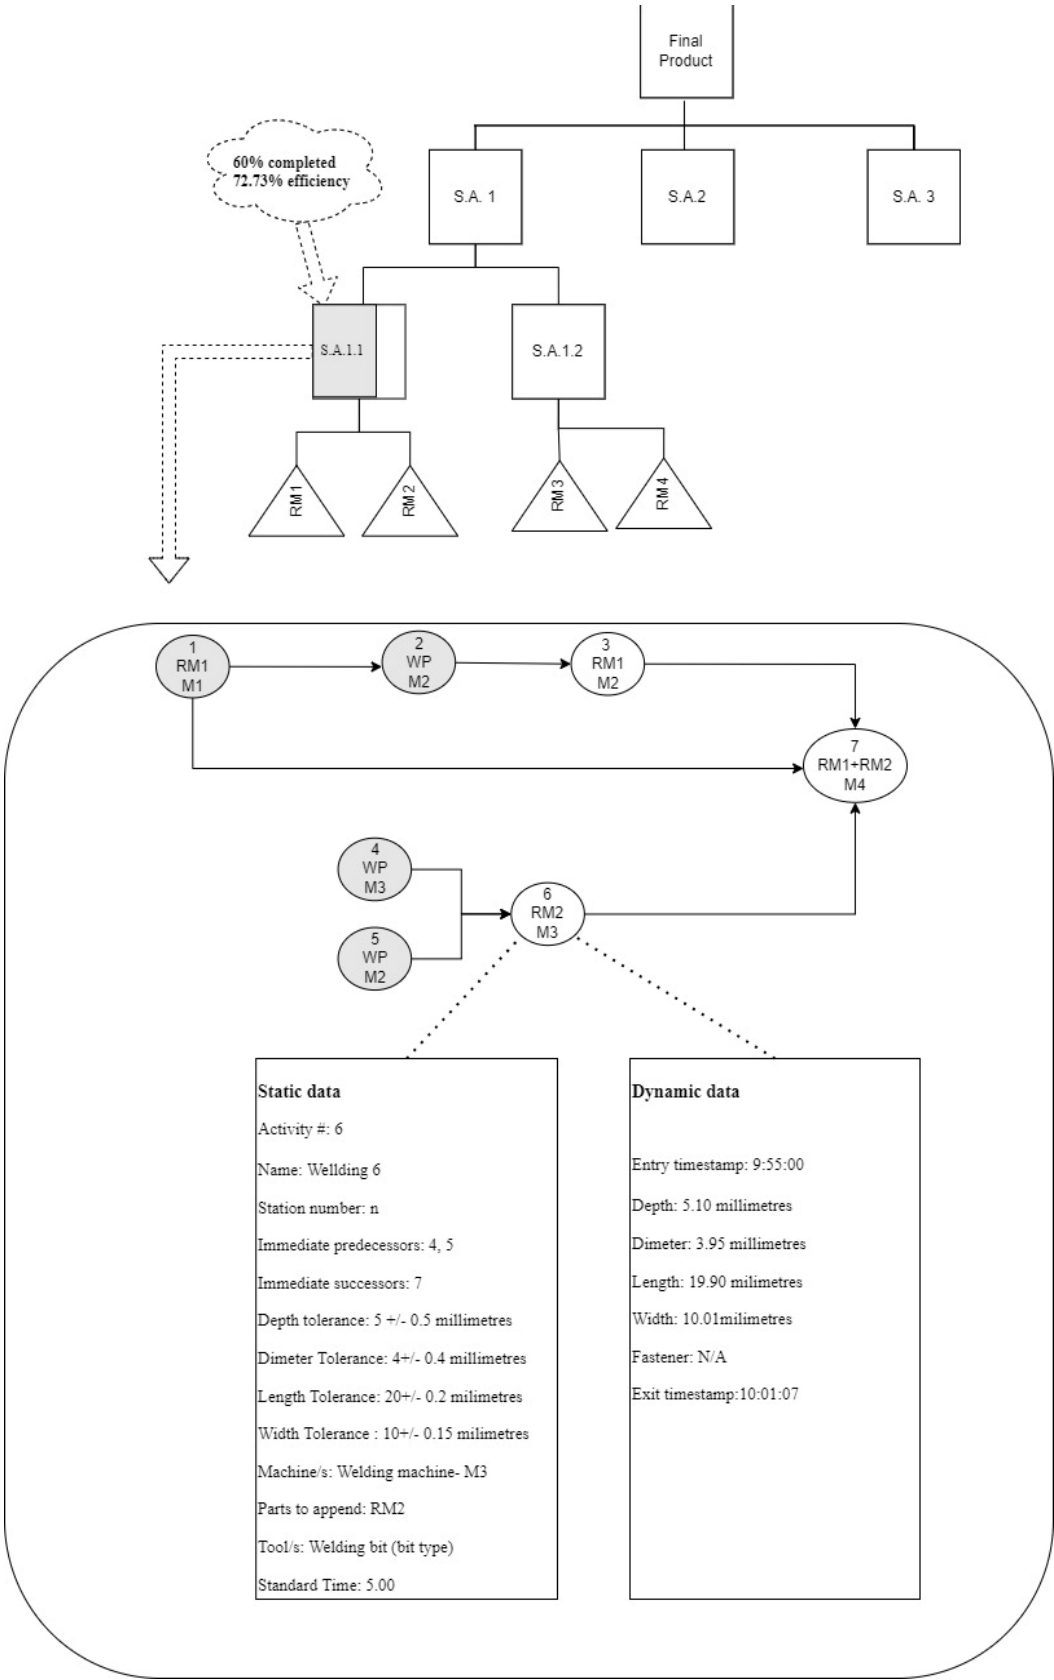 Final
Product
60% completed
72.73% efficiency
S.A. 1
S.A.2
S.A. 3
S.A.1.1
S.A.1.2
RM1
RM2
RM3
RM4
1
RM1
M1
2
WP
M2
3
RM1
M2
7
RM1+RM2
M4
4
WP
M3
5
WP
M2
6
RM2
M3
Static data
Activity #: 6
Name: Wellding 6
Station number: n
Immediate predecessors: 4, 5
Immediate successors: 7
Depth tolerance: 5 +/- 0.5 millimetres
Dimeter Tolerance: 4+/- 0.4 millimetres
Length Tolerance: 20+/- 0.2 milimetres
Width Tolerance : 10+/- 0.15 milimetres
Machine/s: Welding machine- M3
Parts to append: RM2
Tool/s: Welding bit (bit type)
Standard Time: 5.00
Dynamic data
Entry timestamp: 9:55:00
Depth: 5.10 millimetres
Dimeter: 3.95 millimetres
Length: 19.90 milimetres
Width: 10.01milimetres
Fastener: N/A
Exit timestamp:10:01:07